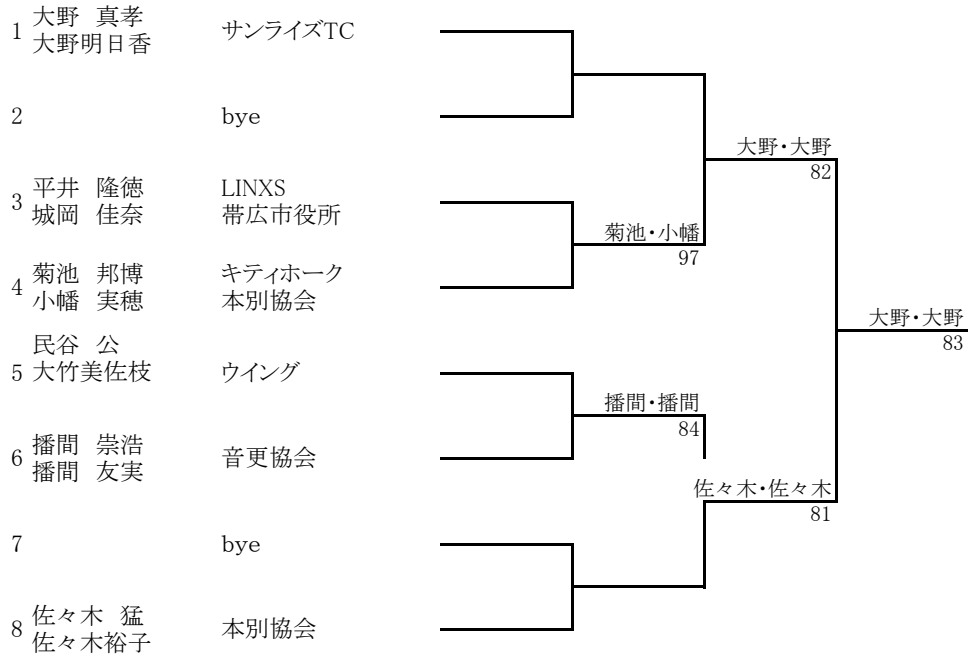 1 大野 真孝
大野明日香 サンライズTC
2 bye
大野・大野
82
3 平井 隆徳 LINXS
城岡 佳奈 帯広市役所
菊池・小幡
97
4 菊池 邦博 キティホーク
小幡 実穂 本別協会
大野・大野
83
民谷 公
5 大竹美佐枝 ウイング
播間・播間
84
6 播間 崇浩 音更協会
播間 友実
佐々木・佐々木
81
7 bye
8 佐々木 猛 本別協会
佐々木裕子